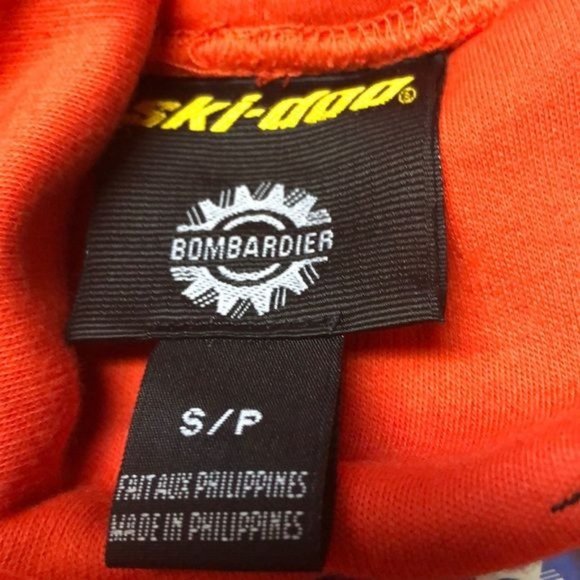 ski-doo®
BOMBARDIER
S/P
FAIT AUX PHILIPPINES
MADE IN PHILIPPINES